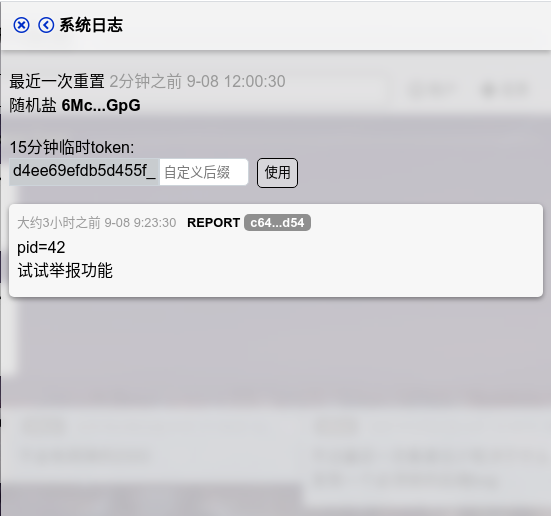 系统日志
最近一次重置 2分钟之前 9-08 12:00:30
随机盐 6Mc...GpG
15分钟临时token:
d4ee69efdb5d455f_ 自定义后缀 使用
大约3小时之前 9-08 9:23:30 REPORT c64...d54
pid=42
试试举报功能